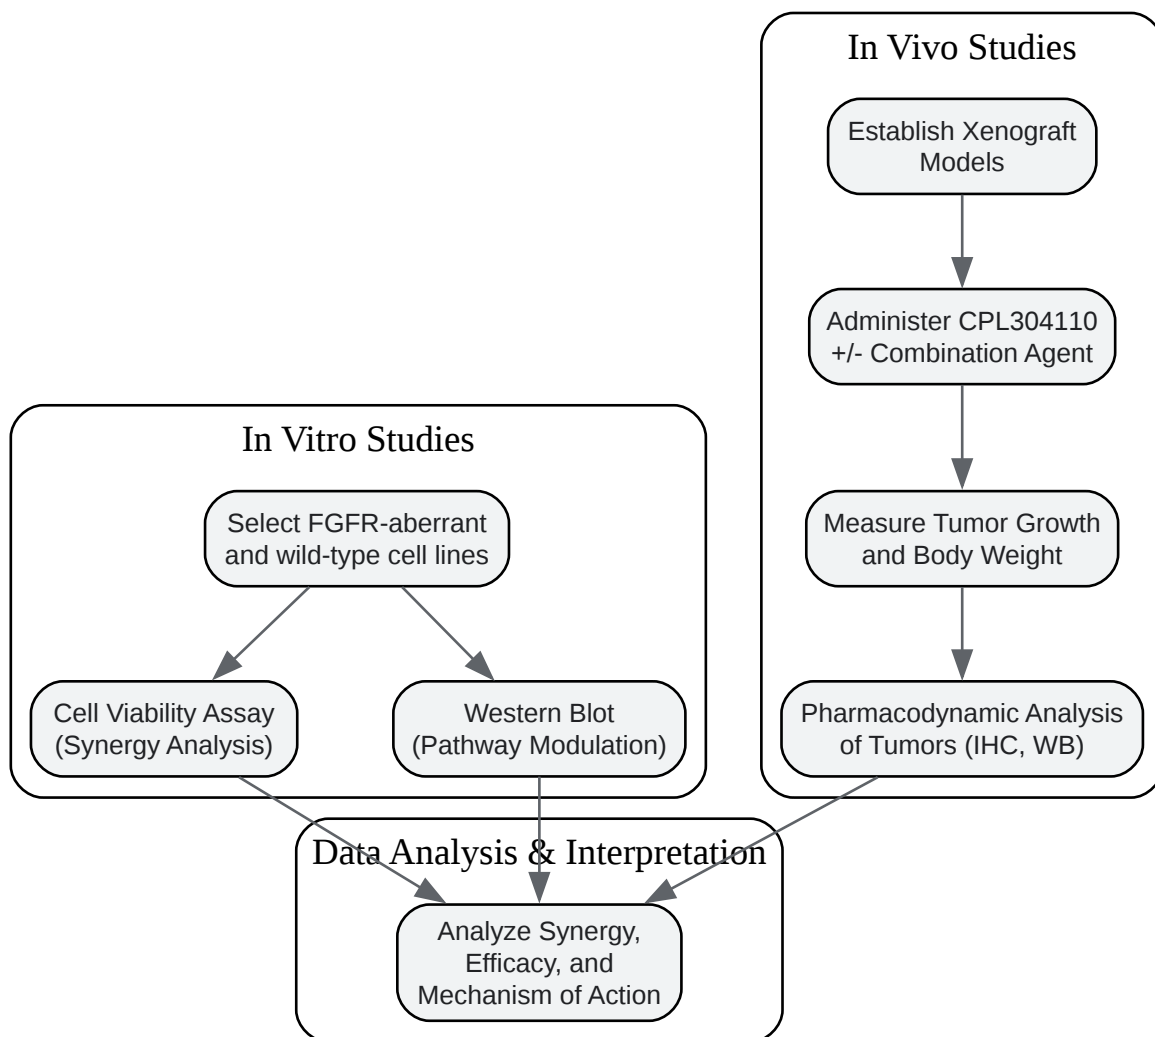 In Vivo Studies
Establish Xenograft
Models
Administer CPL304110
+/- Combination Agent
Measure Tumor Growth
and Body Weight
Pharmacodynamic Analysis
of Tumors (IHC, WB)
In Vitro Studies
Select FGFR-aberrant
and wild-type cell lines
Cell Viability Assay
(Synergy Analysis)
Western Blot
(Pathway Modulation)
Data Analysis & Interpretation
Analyze Synergy,
Efficacy, and
Mechanism of Action